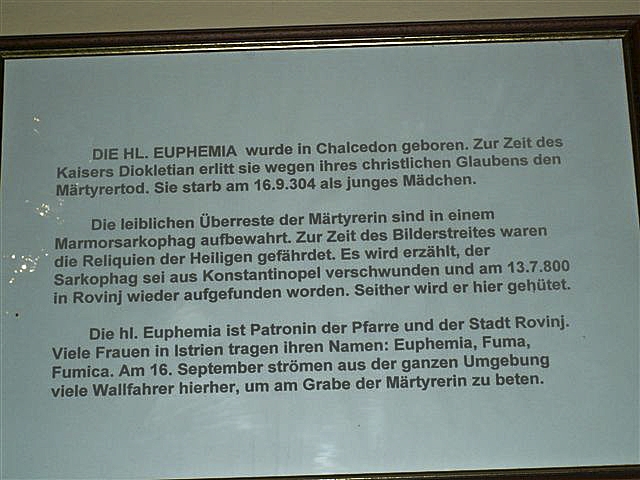 DIE HL. EUPHEMIA wurde in Chalcedon geboren. Zur Zeit des
Kaisers Diokletian erlitt sie wegen ihres christlichen Glaubens den
Märtyrertod. Sie starb am 16.9.304 als junges Mädchen.
Die leiblichen Überreste der Märtyrerin sind in einem
Marmorsarkophag aufbewahrt. Zur Zeit des Bilderstreites waren
die Reliquien der Heiligen gefährdet. Es wird erzählt, der
Sarkophag sei aus Konstantinopel verschwunden und am 13.7.800
in Rovinj wieder aufgefunden worden. Seither wird er hier gehütet.
Die hl. Euphemia ist Patronin der Pfarre und der Stadt Rovinj.
Viele Frauen in Istrien tragen ihren Namen: Euphemia, Fuma,
Fumica. Am 16. September strömen aus der ganzen Umgebung
viele Wallfahrer hierher, um am Grabe der Märtyrerin zu beten.